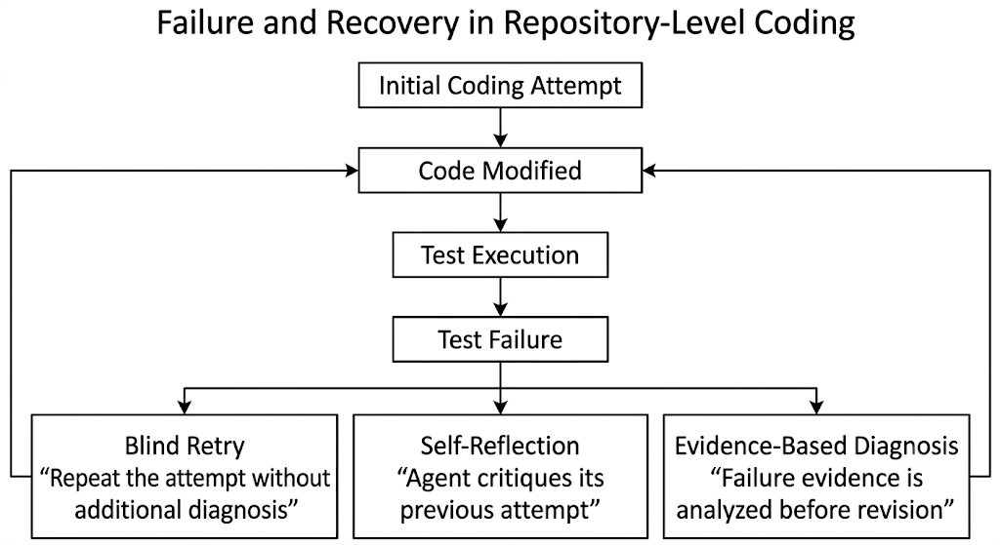 Failure and Recovery in Repository-Level Coding
Initial Coding Attempt
Code Modified
Test Execution
Test Failure
Blind Retry
“Repeat the attempt without
additional diagnosis”
Self-Reflection
“Agent critiques its
previous attempt”
Evidence-Based Diagnosis
“Failure evidence is
analyzed before revision”